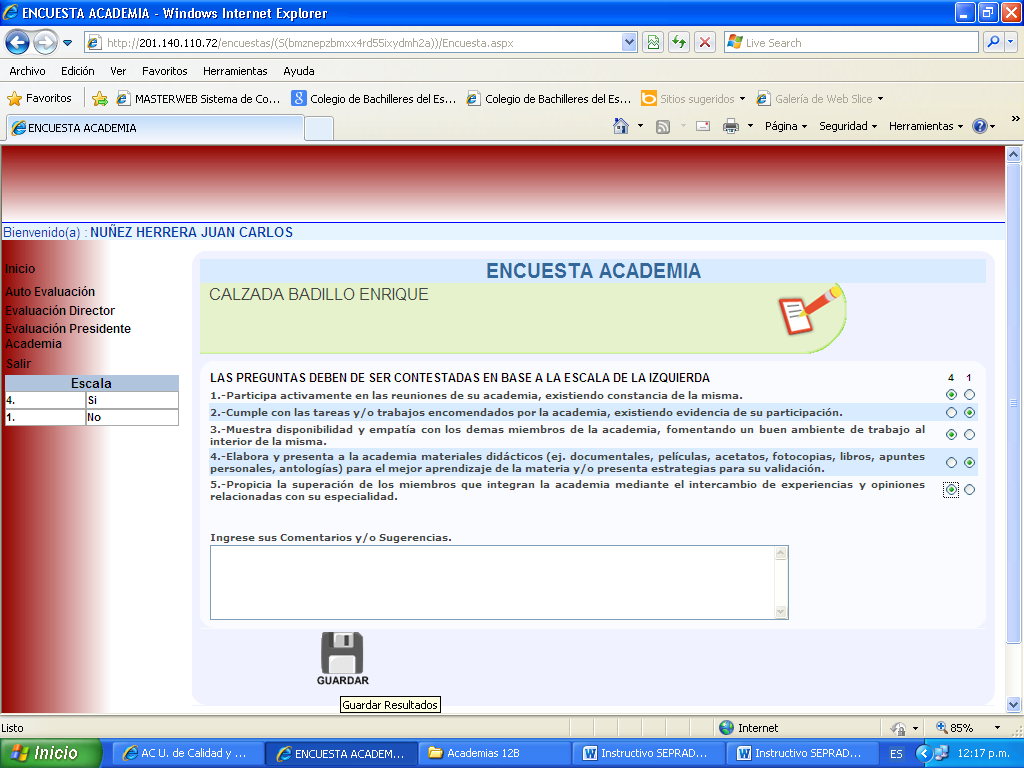 ENCUESTA ACADEMIA - Windows Internet Explorer
http://201.140.110.72/encuestas/(S(bmznepzbmxx4rd55ixydmh2a))/Encuesta.aspx
Live Search
Archivo Edición Ver Favoritos Herramientas Ayuda
Favoritos MASTERWEB Sistema de Co... Colegio de Bachilleres del Es... Colegio de Bachilleres del Es... Sitios sugeridos Galería de Web Slice
ENCUESTA ACADEMIA Página Seguridad Herramientas
Bienvenido(a) : NUÑEZ HERRERA JUAN CARLOS
Inicio
Auto Evaluación
Evaluación Director
Evaluación Presidente
Academia
Salir
Escala
4. Si
1. No
ENCUESTA ACADEMIA
CALZADA BADILLO ENRIQUE
LAS PREGUNTAS DEBEN DE SER CONTESTADAS EN BASE A LA ESCALA DE LA IZQUIERDA 4 1
1.-Participa activamente en las reuniones de su academia, existiendo constancia de la misma.
2.-Cumple con las tareas y/o trabajos encomendados por la academia, existiendo evidencia de su participación.
3.-Muestra disponibilidad y empatía con los demas miembros de la academia, fomentando un buen ambiente de trabajo al
interior de la misma.
4.-Elabora y presenta a la academia materiales didácticos (ej. documentales, películas, acetatos, fotocopias, libros, apuntes
personales, antologías) para el mejor aprendizaje de la materia y/o presenta estrategias para su validación.
5.-Propicia la superación de los miembros que integran la academia mediante el intercambio de experiencias y opiniones
relacionadas con su especialidad.
Ingrese sus Comentarios y/o Sugerencias.
GUARDAR
Guardar Resultados
Listo Internet 85%
Inicio AC U. de Calidad y ... ENCUESTA ACADEM... Academias 12B Instructivo SEPRAD... Instructivo SEPRAD... ES 12:17 p.m.